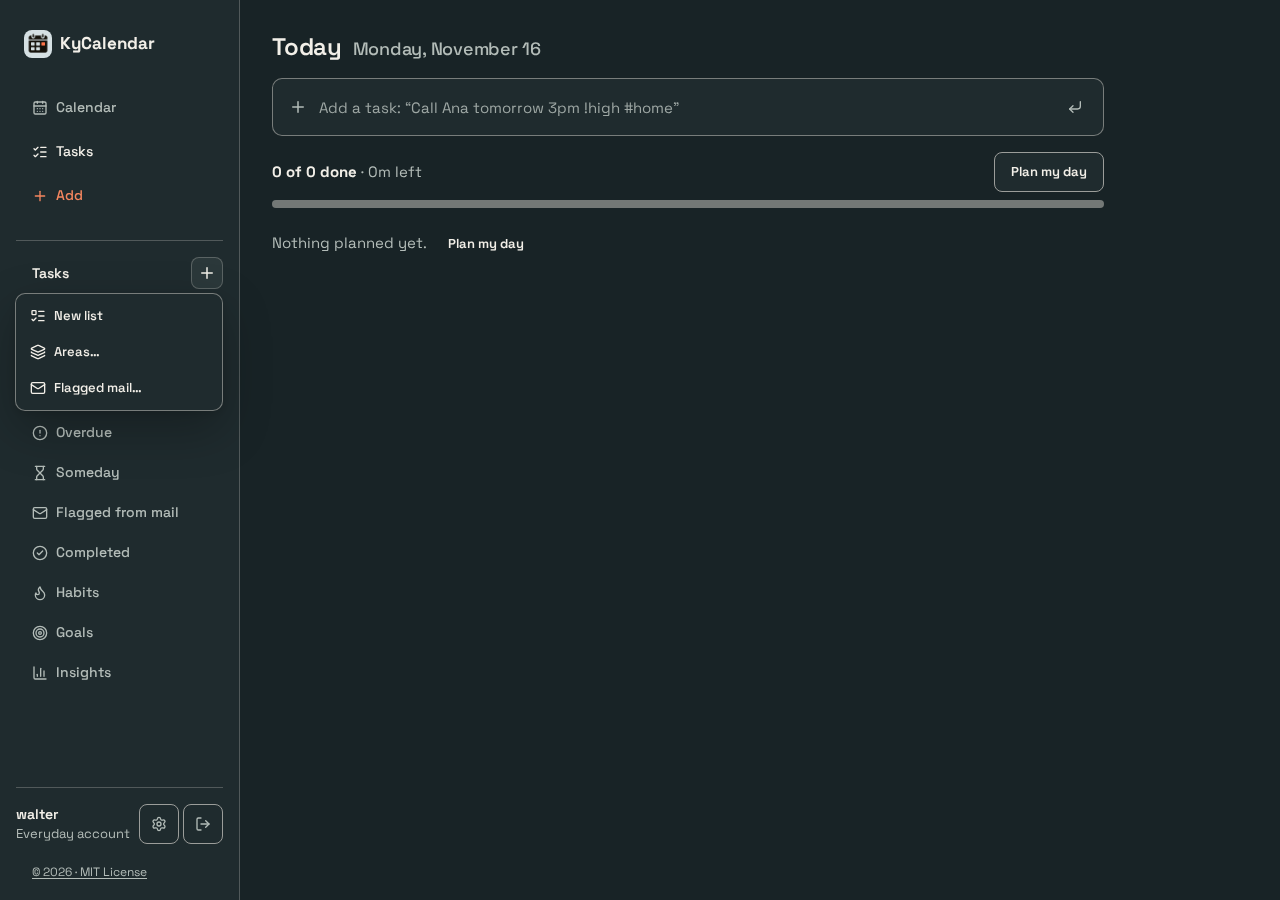 KyCalendar
Calendar
Tasks
Add
Tasks
New list
Areas...
Flagged mail...
Overdue
Someday
Flagged from mail
Completed
Habits
Goals
Insights
walter
Everyday account
© 2026 · MIT License
Today Monday, November 16
Add a task: “Call Ana tomorrow 3pm !high #home”
0 of 0 done · 0m left
Plan my day
Nothing planned yet. Plan my day